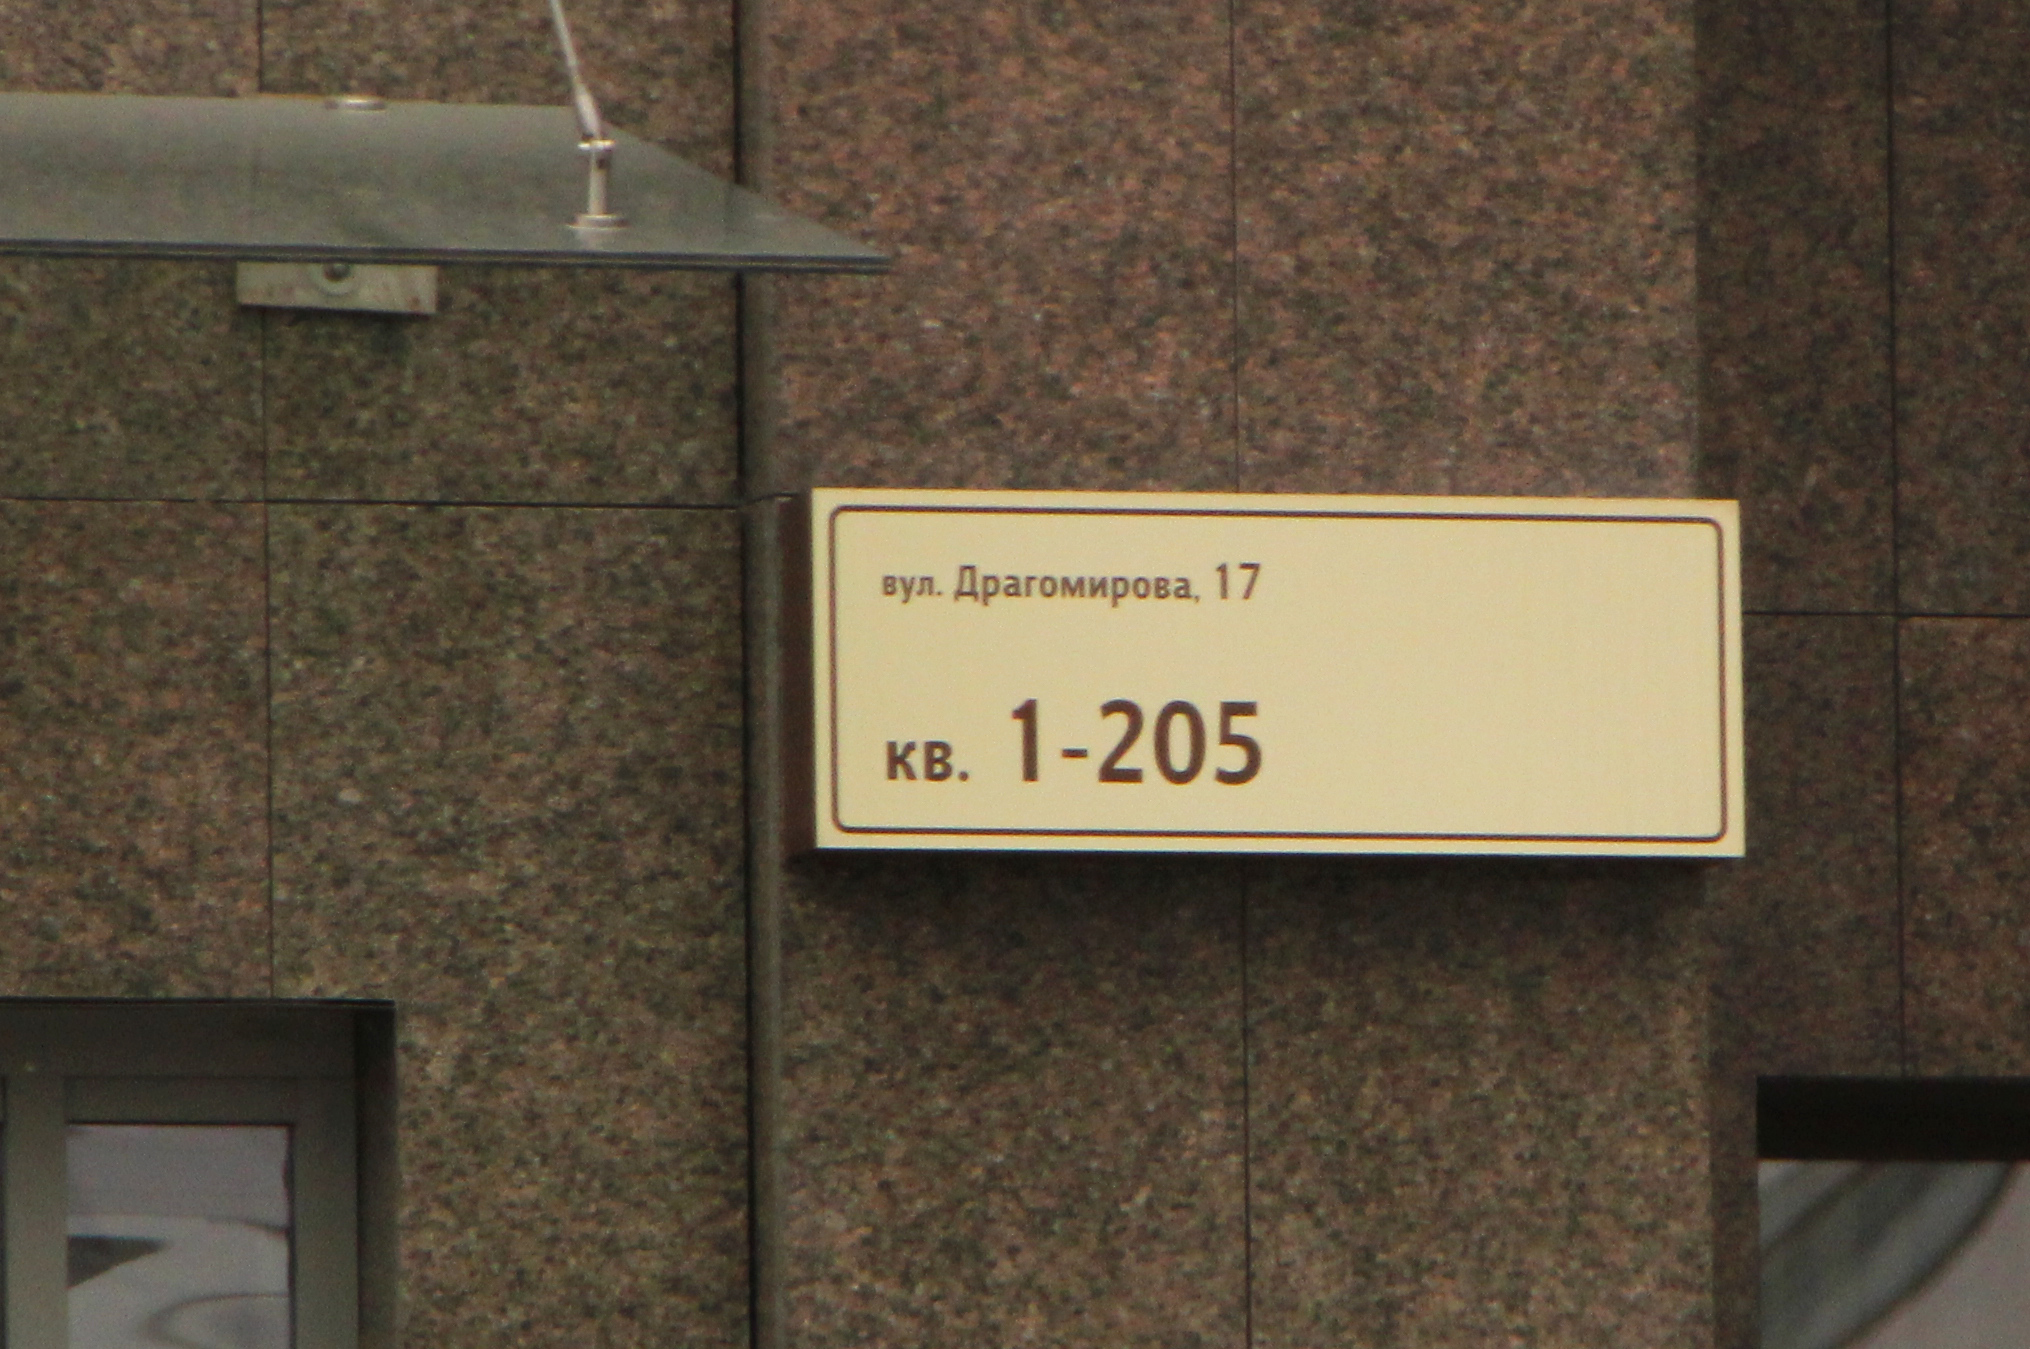 вул. Драгомирова, 17
кв. 1-205